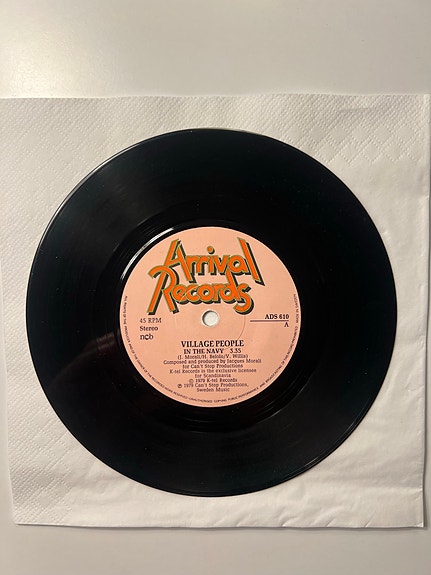 Arrival
Records
45 RPM
Stereo
ncb
ADS 610
A
VILLAGE PEOPLE
IN THE NAVY 3.35
(J. Morali/H. Belolo/V. Willis)
Composed and produced by Jacques Morali
for Can't Stop Productions
K-tel Records is the exclusive licensee
for Scandinavia
© 1979 K-tel Records
℗ 1979 Can't Stop Productions,
Sweden Music